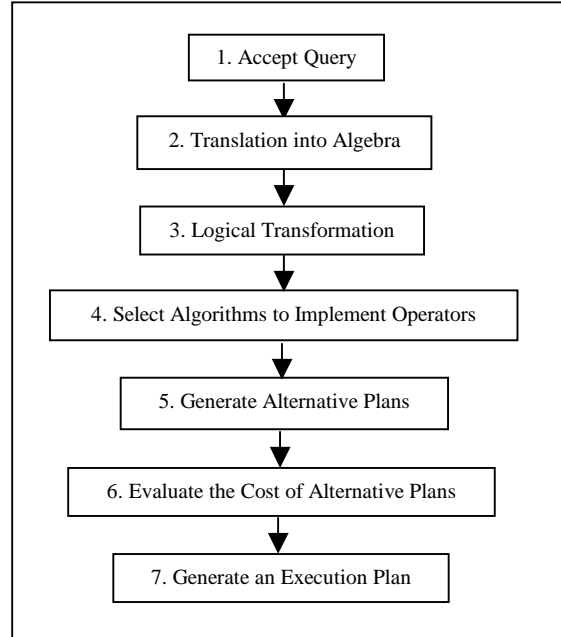 1. Accept Query
2. Translation into Algebra
3. Logical Transformation
4. Select Algorithms to Implement Operators
5. Generate Alternative Plans
6. Evaluate the Cost of Alternative Plans
7. Generate an Execution Plan